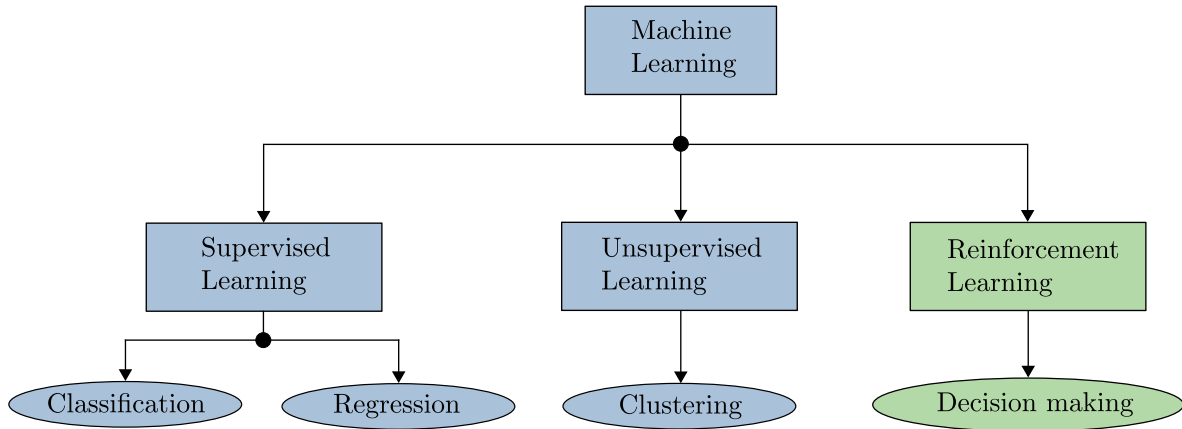 Machine
Learning
Supervised
Learning
Unsupervised
Learning
Reinforcement
Learning
Classification
Regression
Clustering
Decision making